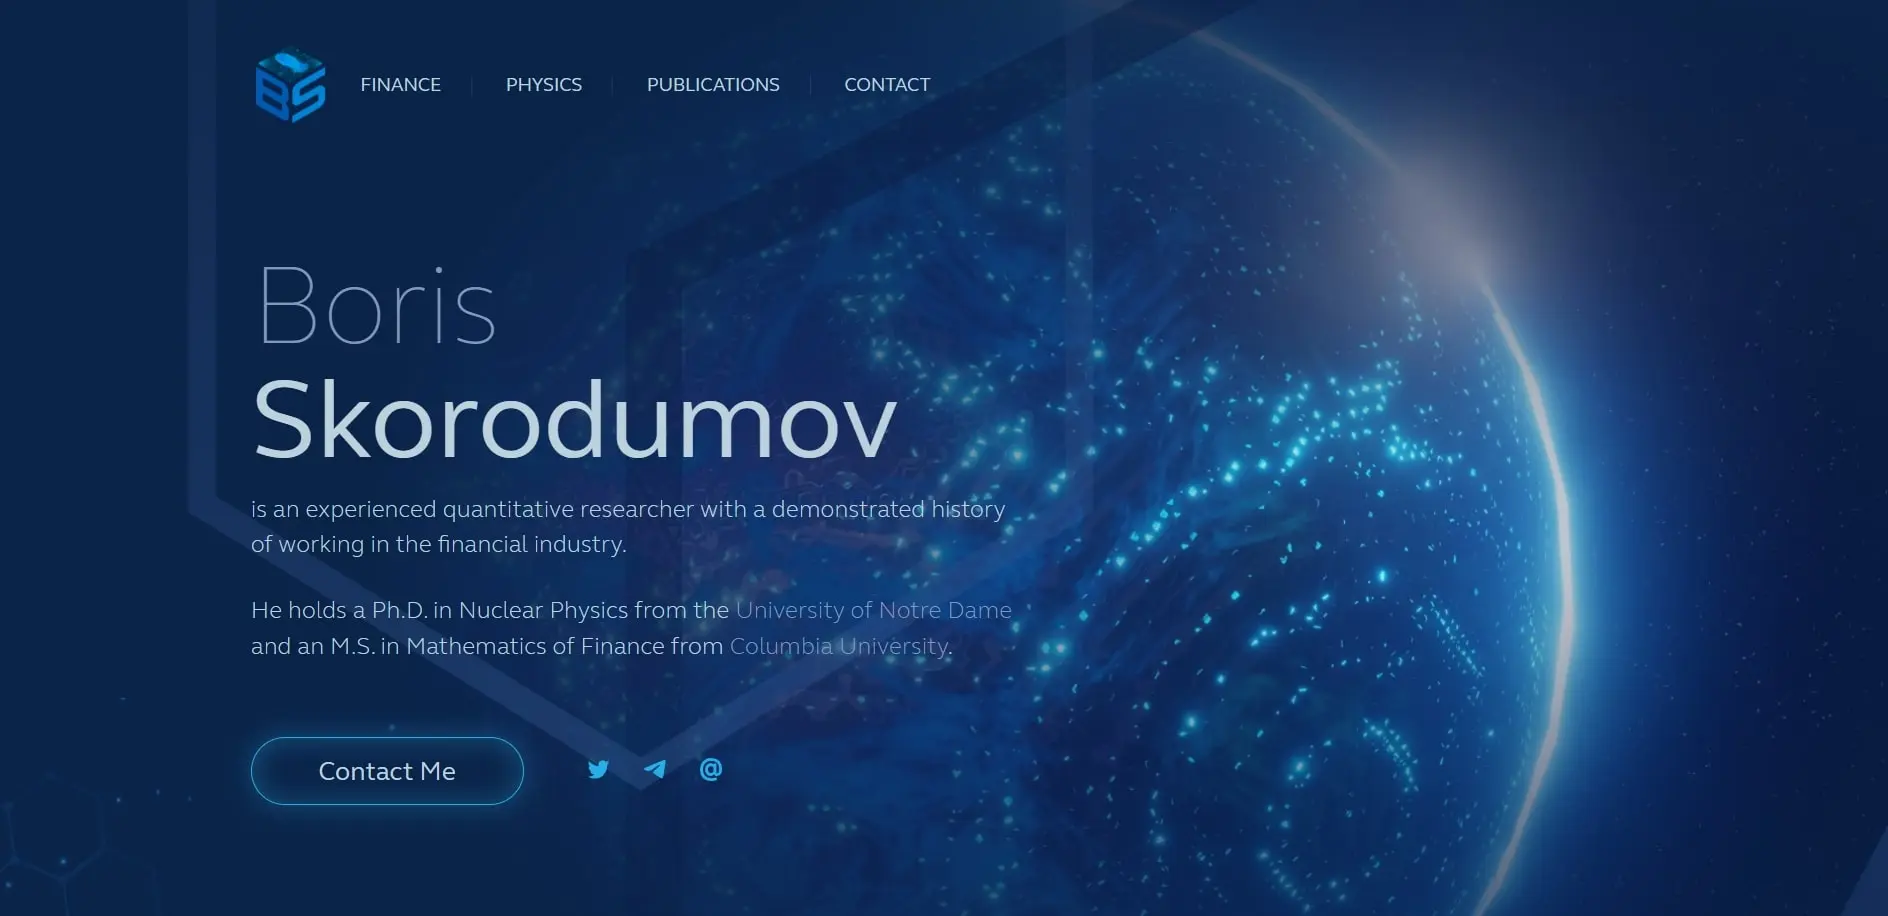 BS
FINANCE
PHYSICS
PUBLICATIONS
CONTACT
Boris
Skorodumov
is an experienced quantitative researcher with a demonstrated history
of working in the financial industry.
He holds a Ph.D. in Nuclear Physics from the University of Notre Dame
and an M.S. in Mathematics of Finance from Columbia University.
Contact Me
@